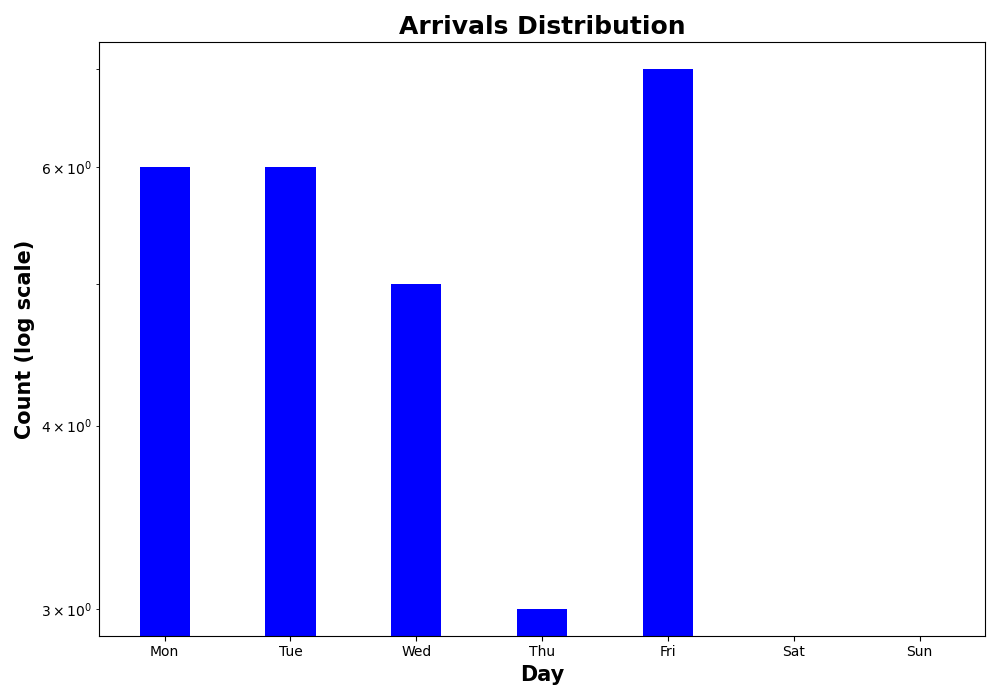 Arrivals Distribution
6 × 10⁰
4 × 10⁰
3 × 10⁰
Count (log scale)
Mon Tue Wed Thu Fri Sat Sun
Day